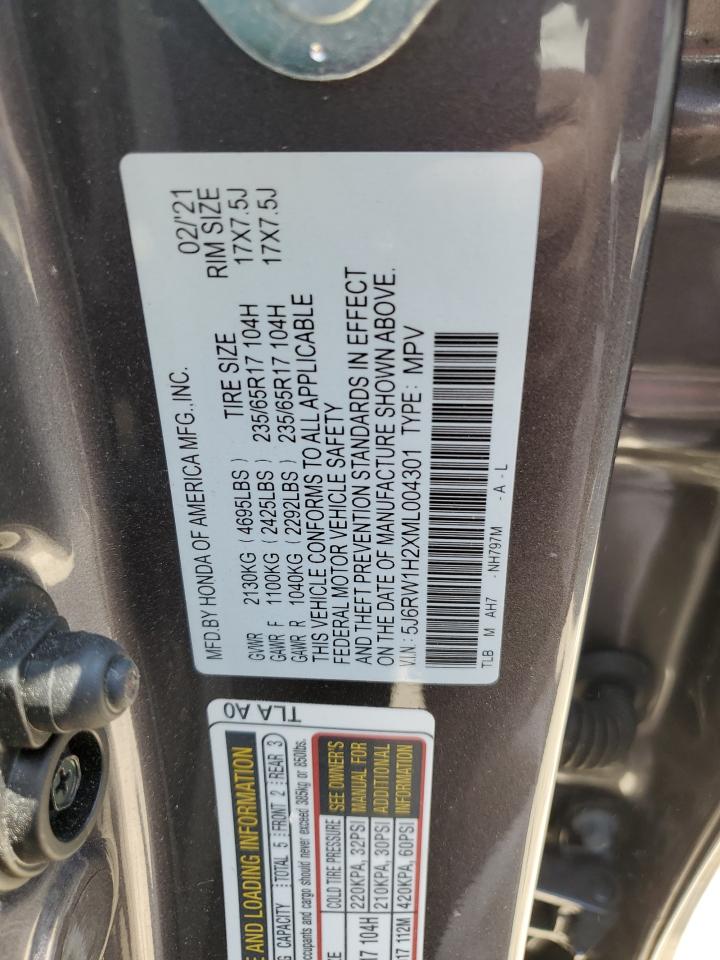 MFD.BY HONDA OF AMERICA MFG., INC. 02/'21
TIRE SIZE RIM SIZE
GVWR 2130KG ( 4695LBS )
GAWR F 1100KG ( 2425LBS ) 235/65R17 104H 17X7.5J
GAWR R 1040KG ( 2292LBS ) 235/65R17 104H 17X7.5J
THIS VEHICLE CONFORMS TO ALL APPLICABLE
FEDERAL MOTOR VEHICLE SAFETY
AND THEFT PREVENTION STANDARDS IN EFFECT
ON THE DATE OF MANUFACTURE SHOWN ABOVE.
V.I.N.: 5J6RW1H2XML004301 TYPE: MPV
TLB M AH7 - NH797M - A - L
TLA A0
E AND LOADING INFORMATION
G CAPACITY TOTAL 5 FRONT 2 REAR 3
ccupants and cargo should never exceed 385kg or 850lbs.
ZE COLD TIRE PRESSURE SEE OWNER'S
17 104H 220KPA, 32PSI MANUAL FOR
210KPA, 30PSI ADDITIONAL
17 112M 420KPA, 60PSI INFORMATION